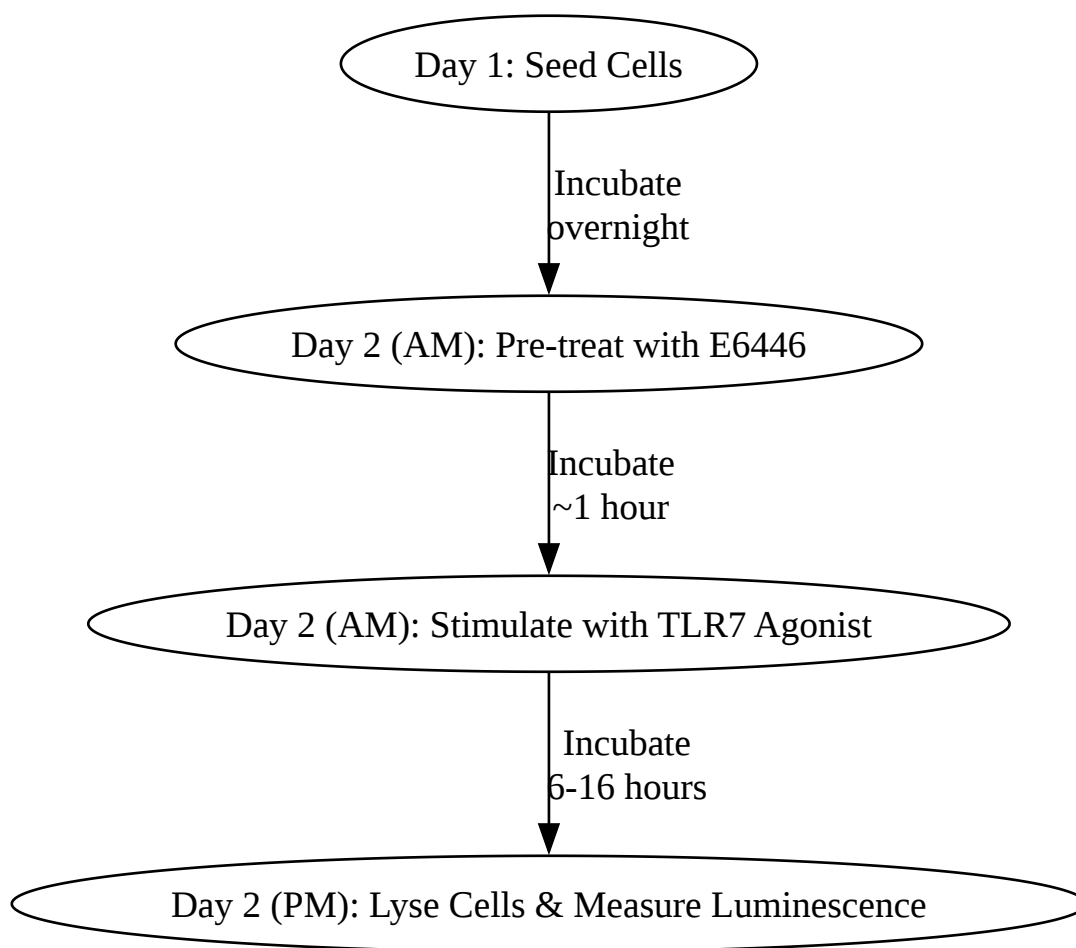 Day 1: Seed Cells
Incubate
overnight
Day 2 (AM): Pre-treat with E6446
Incubate
~1 hour
Day 2 (AM): Stimulate with TLR7 Agonist
Incubate
6-16 hours
Day 2 (PM): Lyse Cells & Measure Luminescence